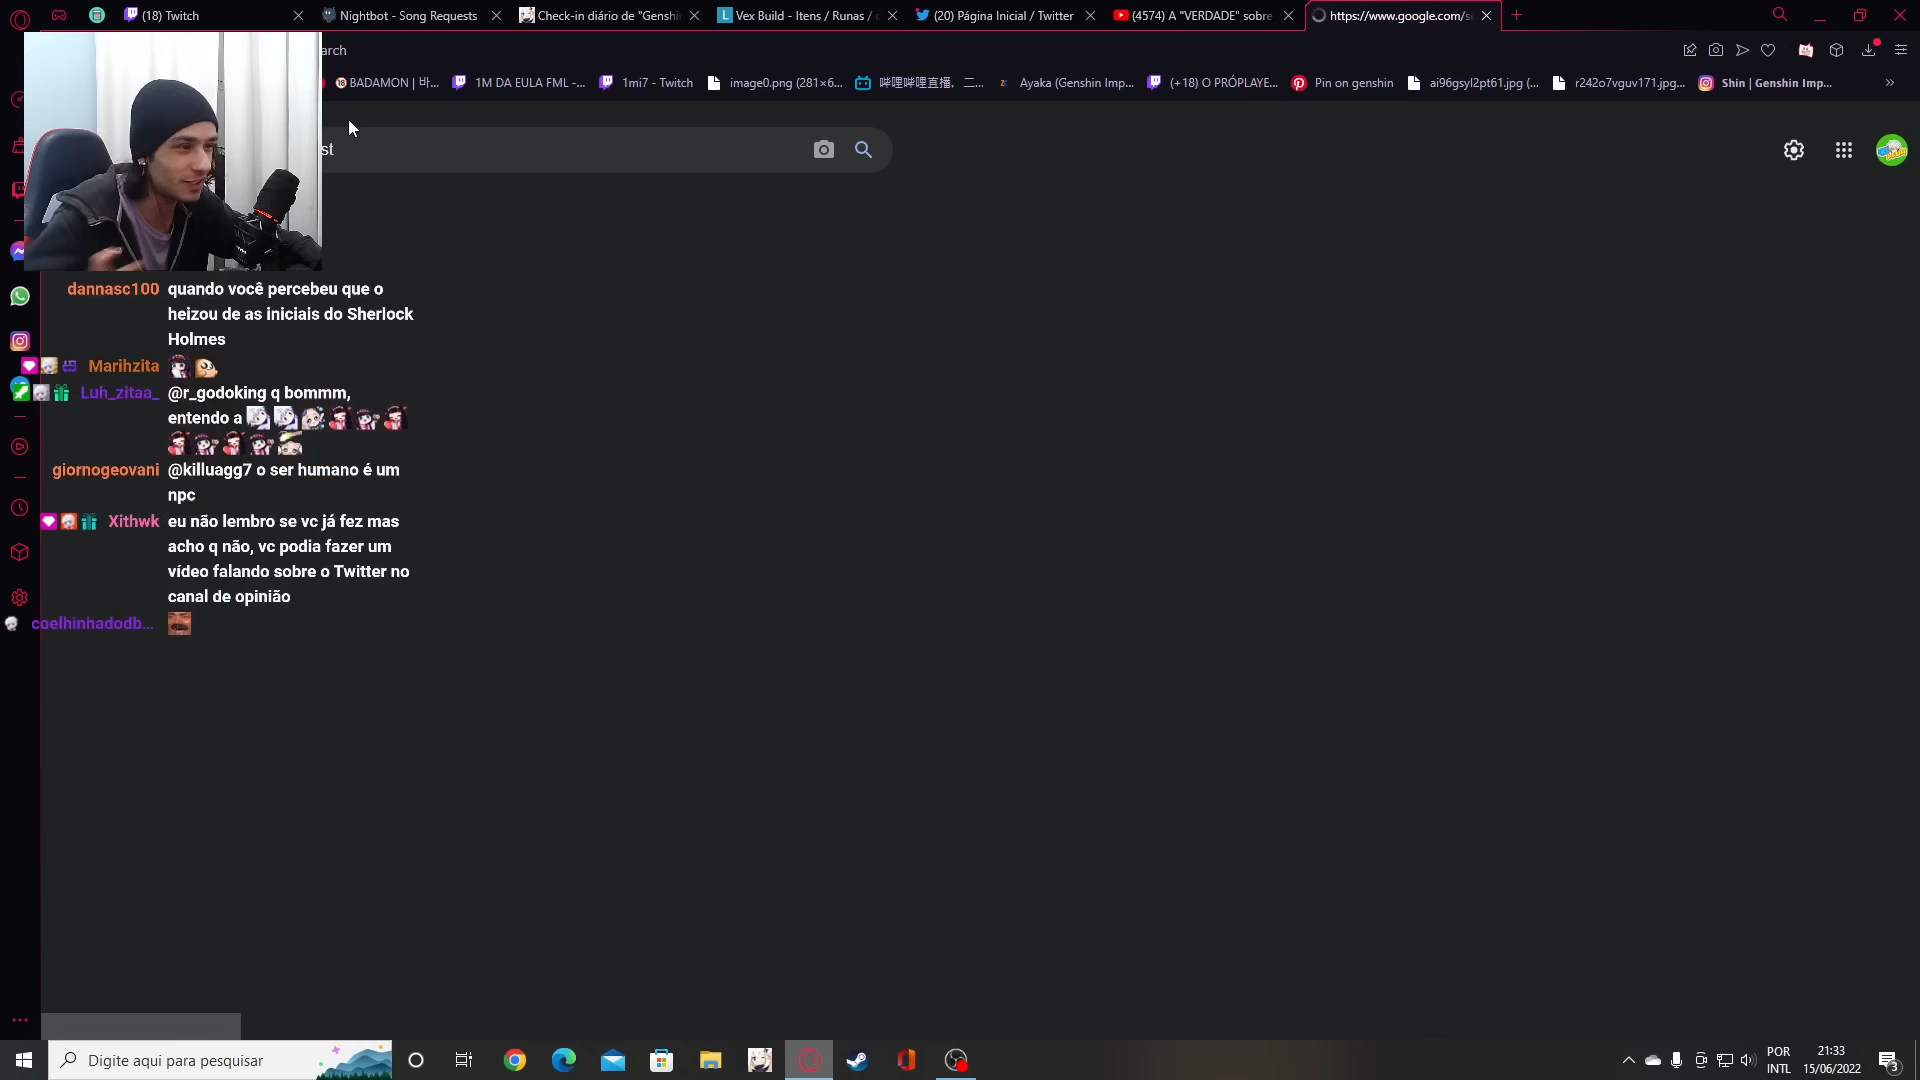 (18) Twitch
Nightbot - Song Requests
Check-in diário de "Genshi
Vex Build - Itens / Runas /
(20) Página Inicial / Twitter
(4574) A "VERDADE" sobre
https://www.google.com/s
arch
BADAMON | 바...
1M DA EULA FML -...
1mi7 - Twitch
image0.png (281×6...
哔哩哔哩直播，二...
Ayaka (Genshin Imp...
(+18) O PRÓPLAYE...
Pin on genshin
ai96gsyl2pt61.jpg (...
r242o7vguv171.jpg...
Shin | Genshin Imp...
st
dannasc100 quando você percebeu que o
heizou de as iniciais do Sherlock
Holmes
Marihzita
Luh_zitaa_ @r_godoking q bommm,
entendo a
giornogeovani @killuagg7 o ser humano é um
npc
Xithwk eu não lembro se vc já fez mas
acho q não, vc podia fazer um
vídeo falando sobre o Twitter no
canal de opinião
coelhinhadodb...
Digite aqui para pesquisar
POR
INTL
21:33
15/06/2022
3